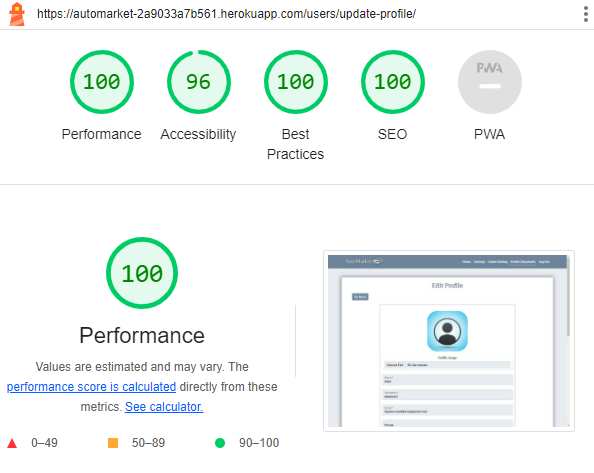 https://automarket-2a9033a7b561.herokuapp.com/users/update-profile/
100 96 100 100 PWA
Performance Accessibility Best Practices SEO PWA
100
Performance
Values are estimated and may vary. The
performance score is calculated directly from these
metrics. See calculator.
0–49 50–89 90–100
Edit Profile
Go Back
Profile Image
Choose File No file chosen